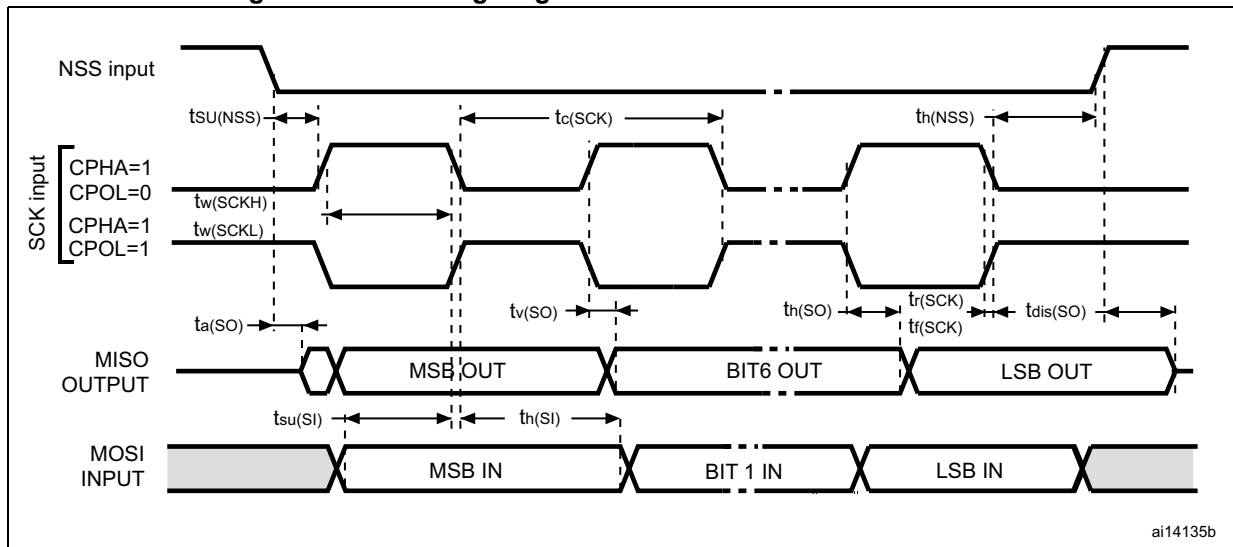 NSS input
tSU(NSS)
tc(SCK)
th(NSS)
SCK input
CPHA=1
CPOL=0
tw(SCKH)
CPHA=1
tw(SCKL)
CPOL=1
ta(SO)
tv(SO)
th(SO)
tr(SCK)
tf(SCK)
tdis(SO)
MISO
OUTPUT
MSB OUT
BIT6 OUT
LSB OUT
tsu(SI)
th(SI)
MOSI
INPUT
MSB IN
BIT 1 IN
LSB IN
ai14135b